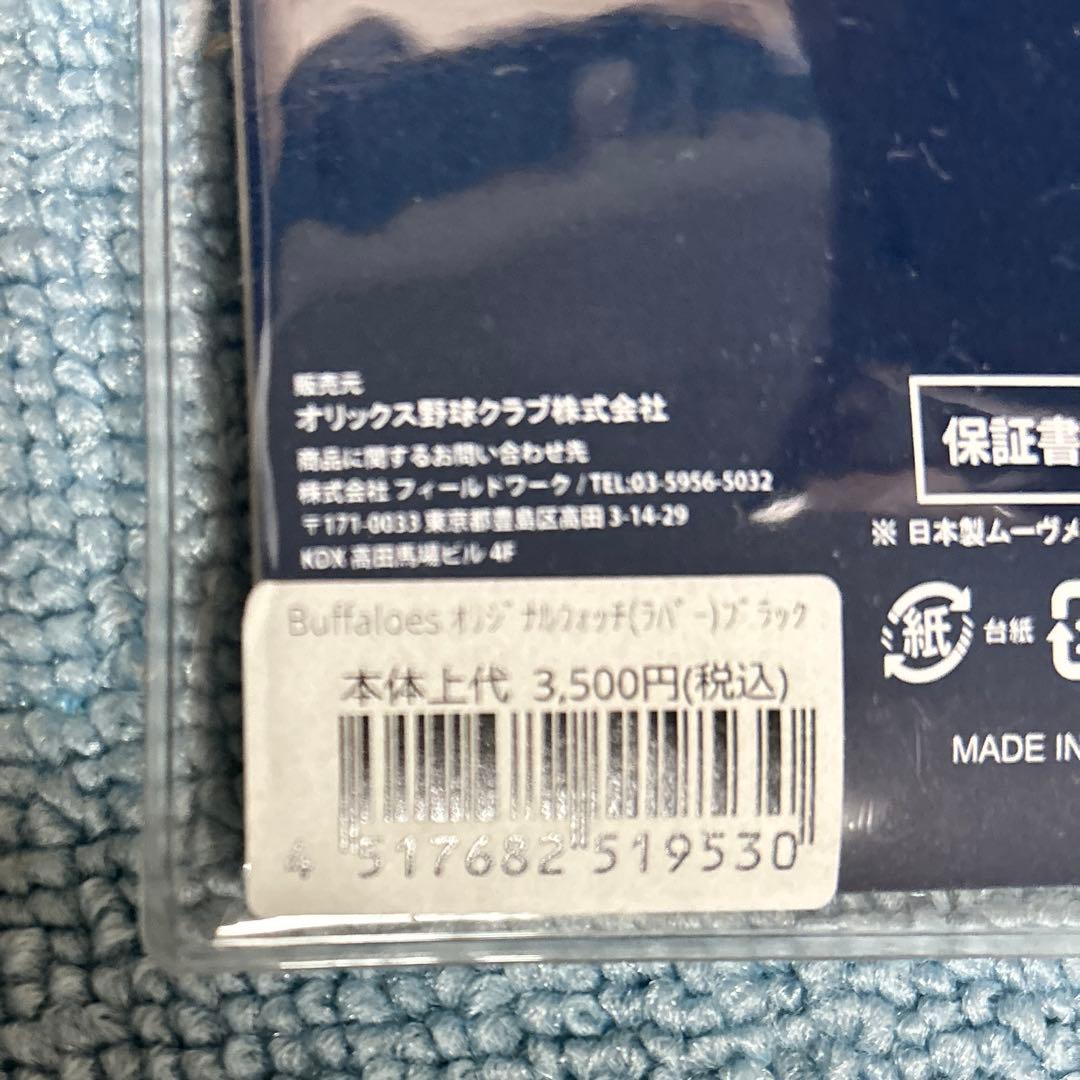 販売元
オリックス野球クラブ株式会社
商品に関するお問い合わせ先
株式会社 フィールドワーク / TEL:03-5956-5032
〒171-0033 東京都豊島区高田 3-14-29
KDX 高田馬場ビル 4F
保証書
※ 日本製ムーヴメ
紙 台紙
MADE IN
Buffaloes ｵﾘｼﾞﾅﾙｳｫｯﾁ(ﾗﾊﾞｰ)ﾌﾞﾗｯｸ
本体上代 3,500円(税込)
4 517682 519530